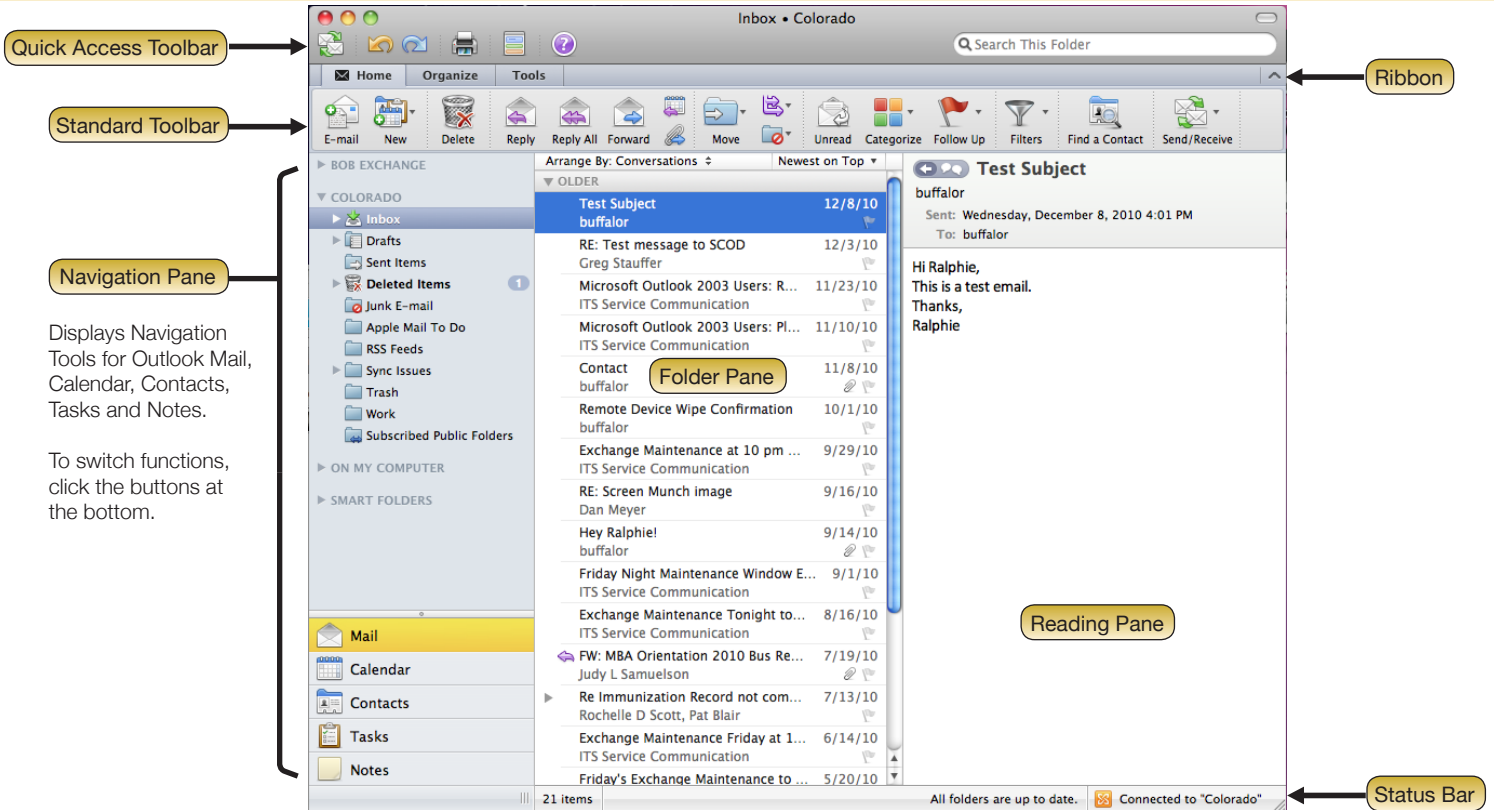 Inbox • Colorado
Quick Access Toolbar
Search This Folder
Home Organize Tools
Ribbon
Standard Toolbar
E-mail New Delete Reply Reply All Forward Move Unread Categorize Follow Up Filters Find a Contact Send/Receive
Navigation Pane
Displays Navigation
Tools for Outlook Mail,
Calendar, Contacts,
Tasks and Notes.
To switch functions,
click the buttons at
the bottom.
BOB EXCHANGE
COLORADO
Inbox
Drafts
Sent Items
Deleted Items 1
Junk E-mail
Apple Mail To Do
RSS Feeds
Sync Issues
Trash
Work
Subscribed Public Folders
ON MY COMPUTER
SMART FOLDERS
Mail
Calendar
Contacts
Tasks
Notes
Arrange By: Conversations Newest on Top
OLDER
Test Subject 12/8/10
buffalor
RE: Test message to SCOD 12/3/10
Greg Stauffer
Microsoft Outlook 2003 Users: R... 11/23/10
ITS Service Communication
Microsoft Outlook 2003 Users: Pl... 11/10/10
ITS Service Communication
Contact 11/8/10
buffalor
Folder Pane
Remote Device Wipe Confirmation 10/1/10
buffalor
Exchange Maintenance at 10 pm ... 9/29/10
ITS Service Communication
RE: Screen Munch image 9/16/10
Dan Meyer
Hey Ralphie! 9/14/10
buffalor
Friday Night Maintenance Window E... 9/1/10
ITS Service Communication
Exchange Maintenance Tonight to... 8/16/10
ITS Service Communication
FW: MBA Orientation 2010 Bus Re... 7/19/10
Judy L Samuelson
Re Immunization Record not com... 7/13/10
Rochelle D Scott, Pat Blair
Exchange Maintenance Friday at 1... 6/14/10
ITS Service Communication
Friday's Exchange Maintenance to ... 5/20/10
Test Subject
buffalor
Sent: Wednesday, December 8, 2010 4:01 PM
To: buffalor
Hi Ralphie,
This is a test email.
Thanks,
Ralphie
Reading Pane
21 items All folders are up to date. Connected to "Colorado"
Status Bar